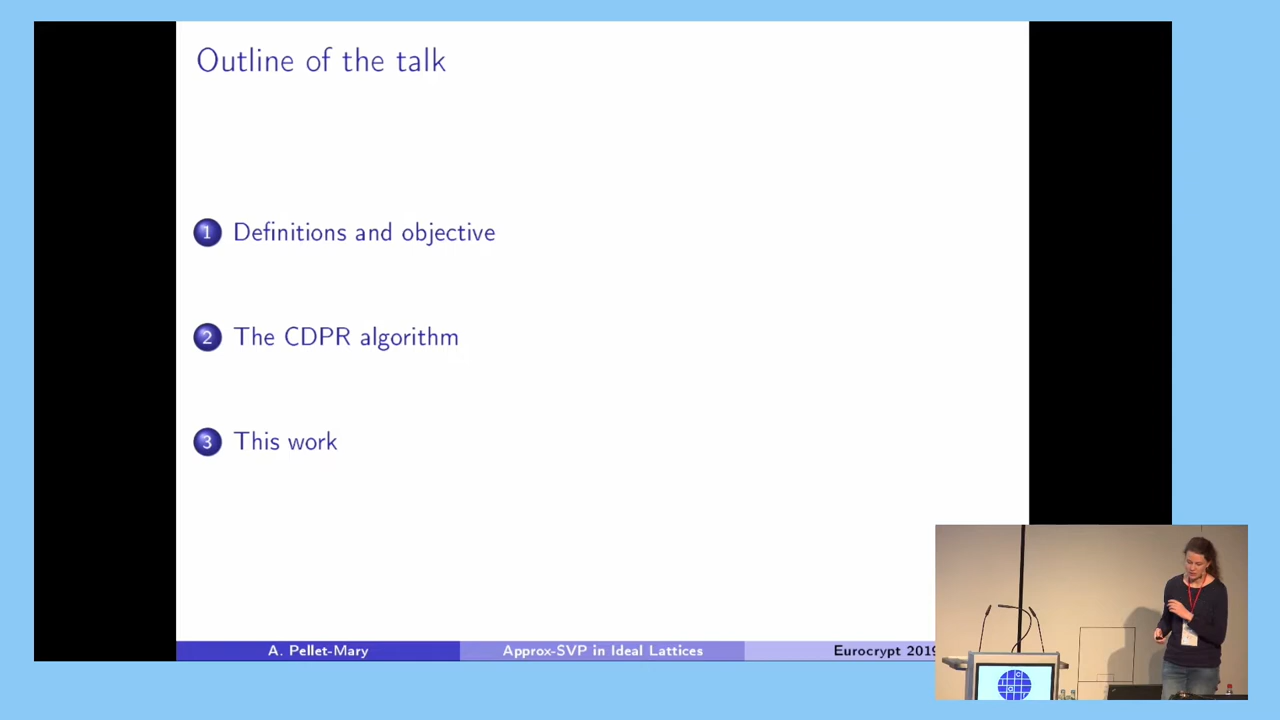 Outline of the talk
1 Definitions and objective
2 The CDPR algorithm
3 This work
A. Pellet-Mary Approx-SVP in Ideal Lattices Eurocrypt 2019